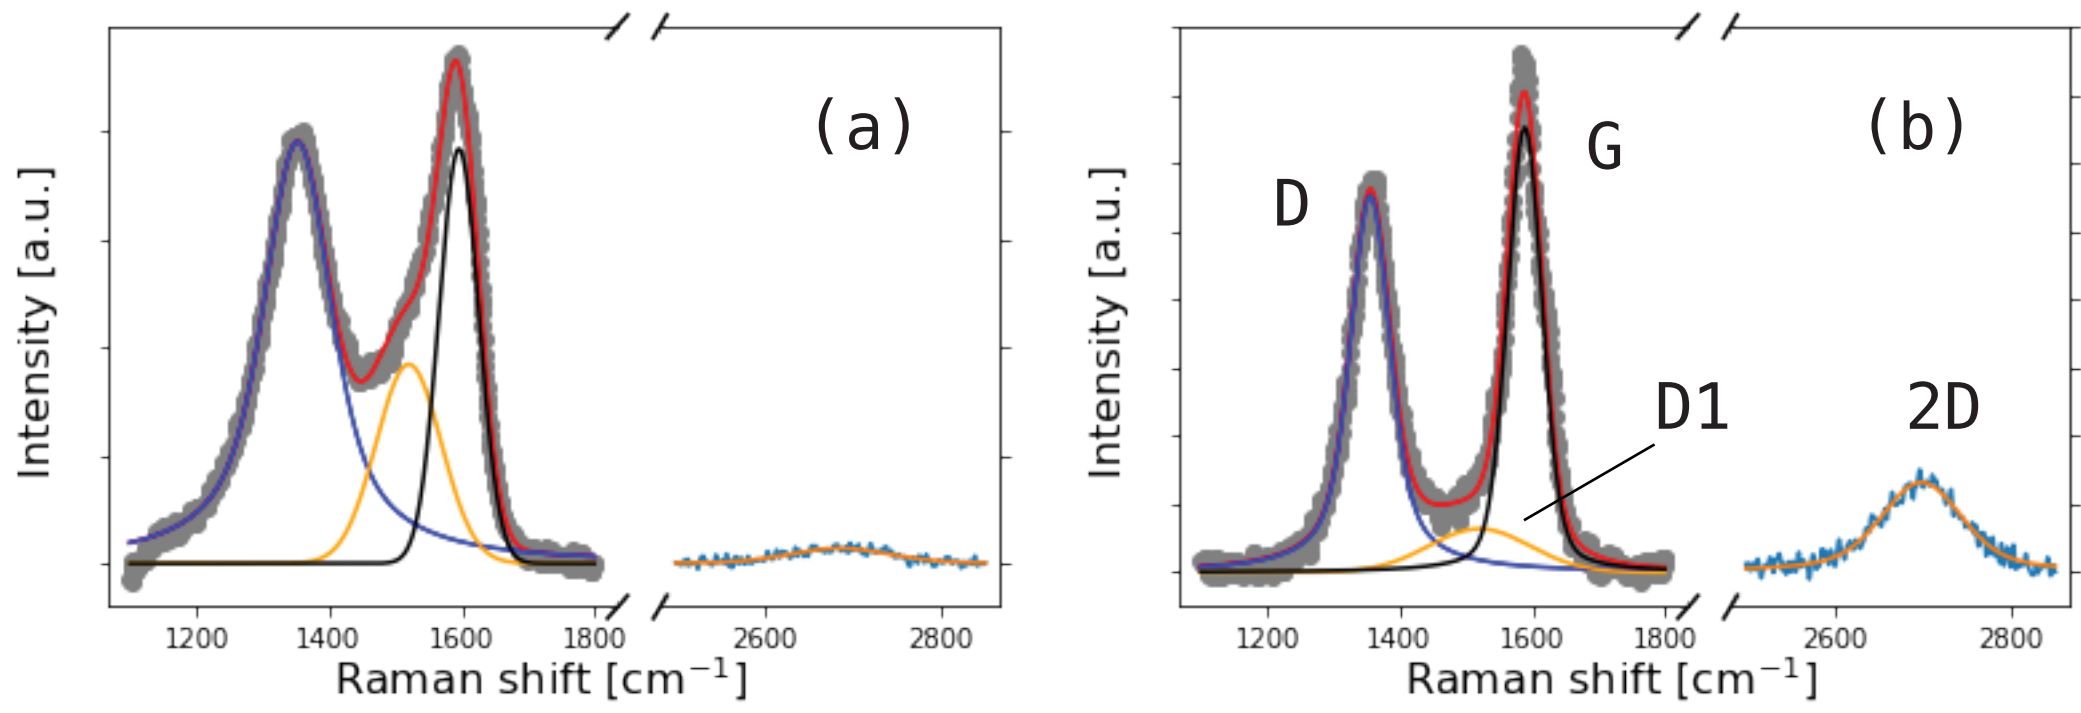 (a)
Intensity [a.u.]
1200 1400 1600 1800 2600 2800
Raman shift [cm⁻¹]
(b)
G
D
D1
2D
Intensity [a.u.]
1200 1400 1600 1800 2600 2800
Raman shift [cm⁻¹]